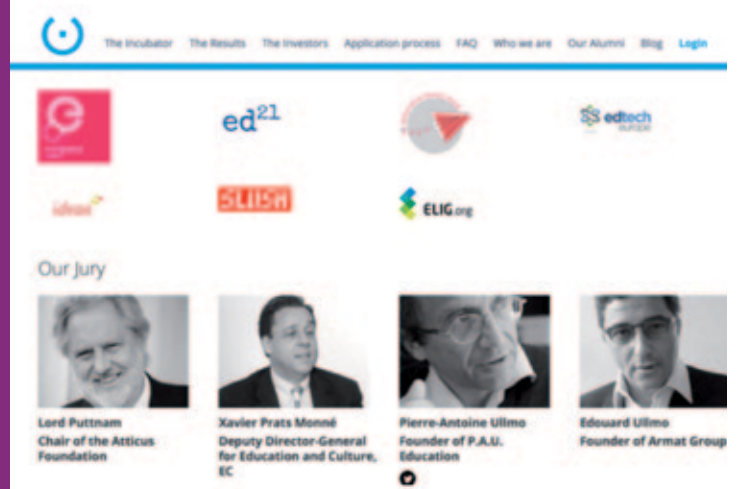 The Incubator The Results The Investors Application process FAQ Who we are Our Alumni Blog Login
ed21
edtech
europe
SLUSH
ELIG.org
Our Jury
Lord Puttnam
Chair of the Atticus
Foundation
Xavier Prats Monné
Deputy Director-General
for Education and Culture,
EC
Pierre-Antoine Ullmo
Founder of P.A.U.
Education
Edouard Ullmo
Founder of Armat Group